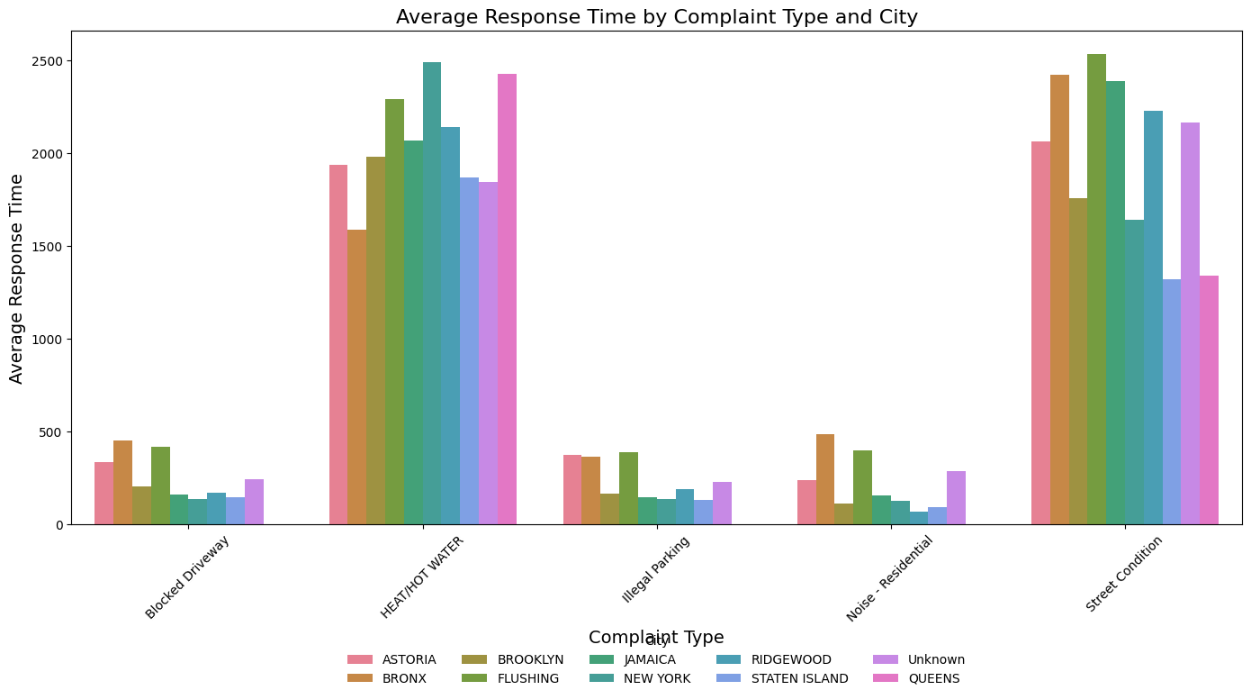 Average Response Time by Complaint Type and City
Average Response Time
2500
2000
1500
1000
500
0
Blocked Driveway
HEAT/HOT WATER
Illegal Parking
Noise - Residential
Street Condition
Complaint Type
City
ASTORIA
BROOKLYN
JAMAICA
RIDGEWOOD
Unknown
BRONX
FLUSHING
NEW YORK
STATEN ISLAND
QUEENS